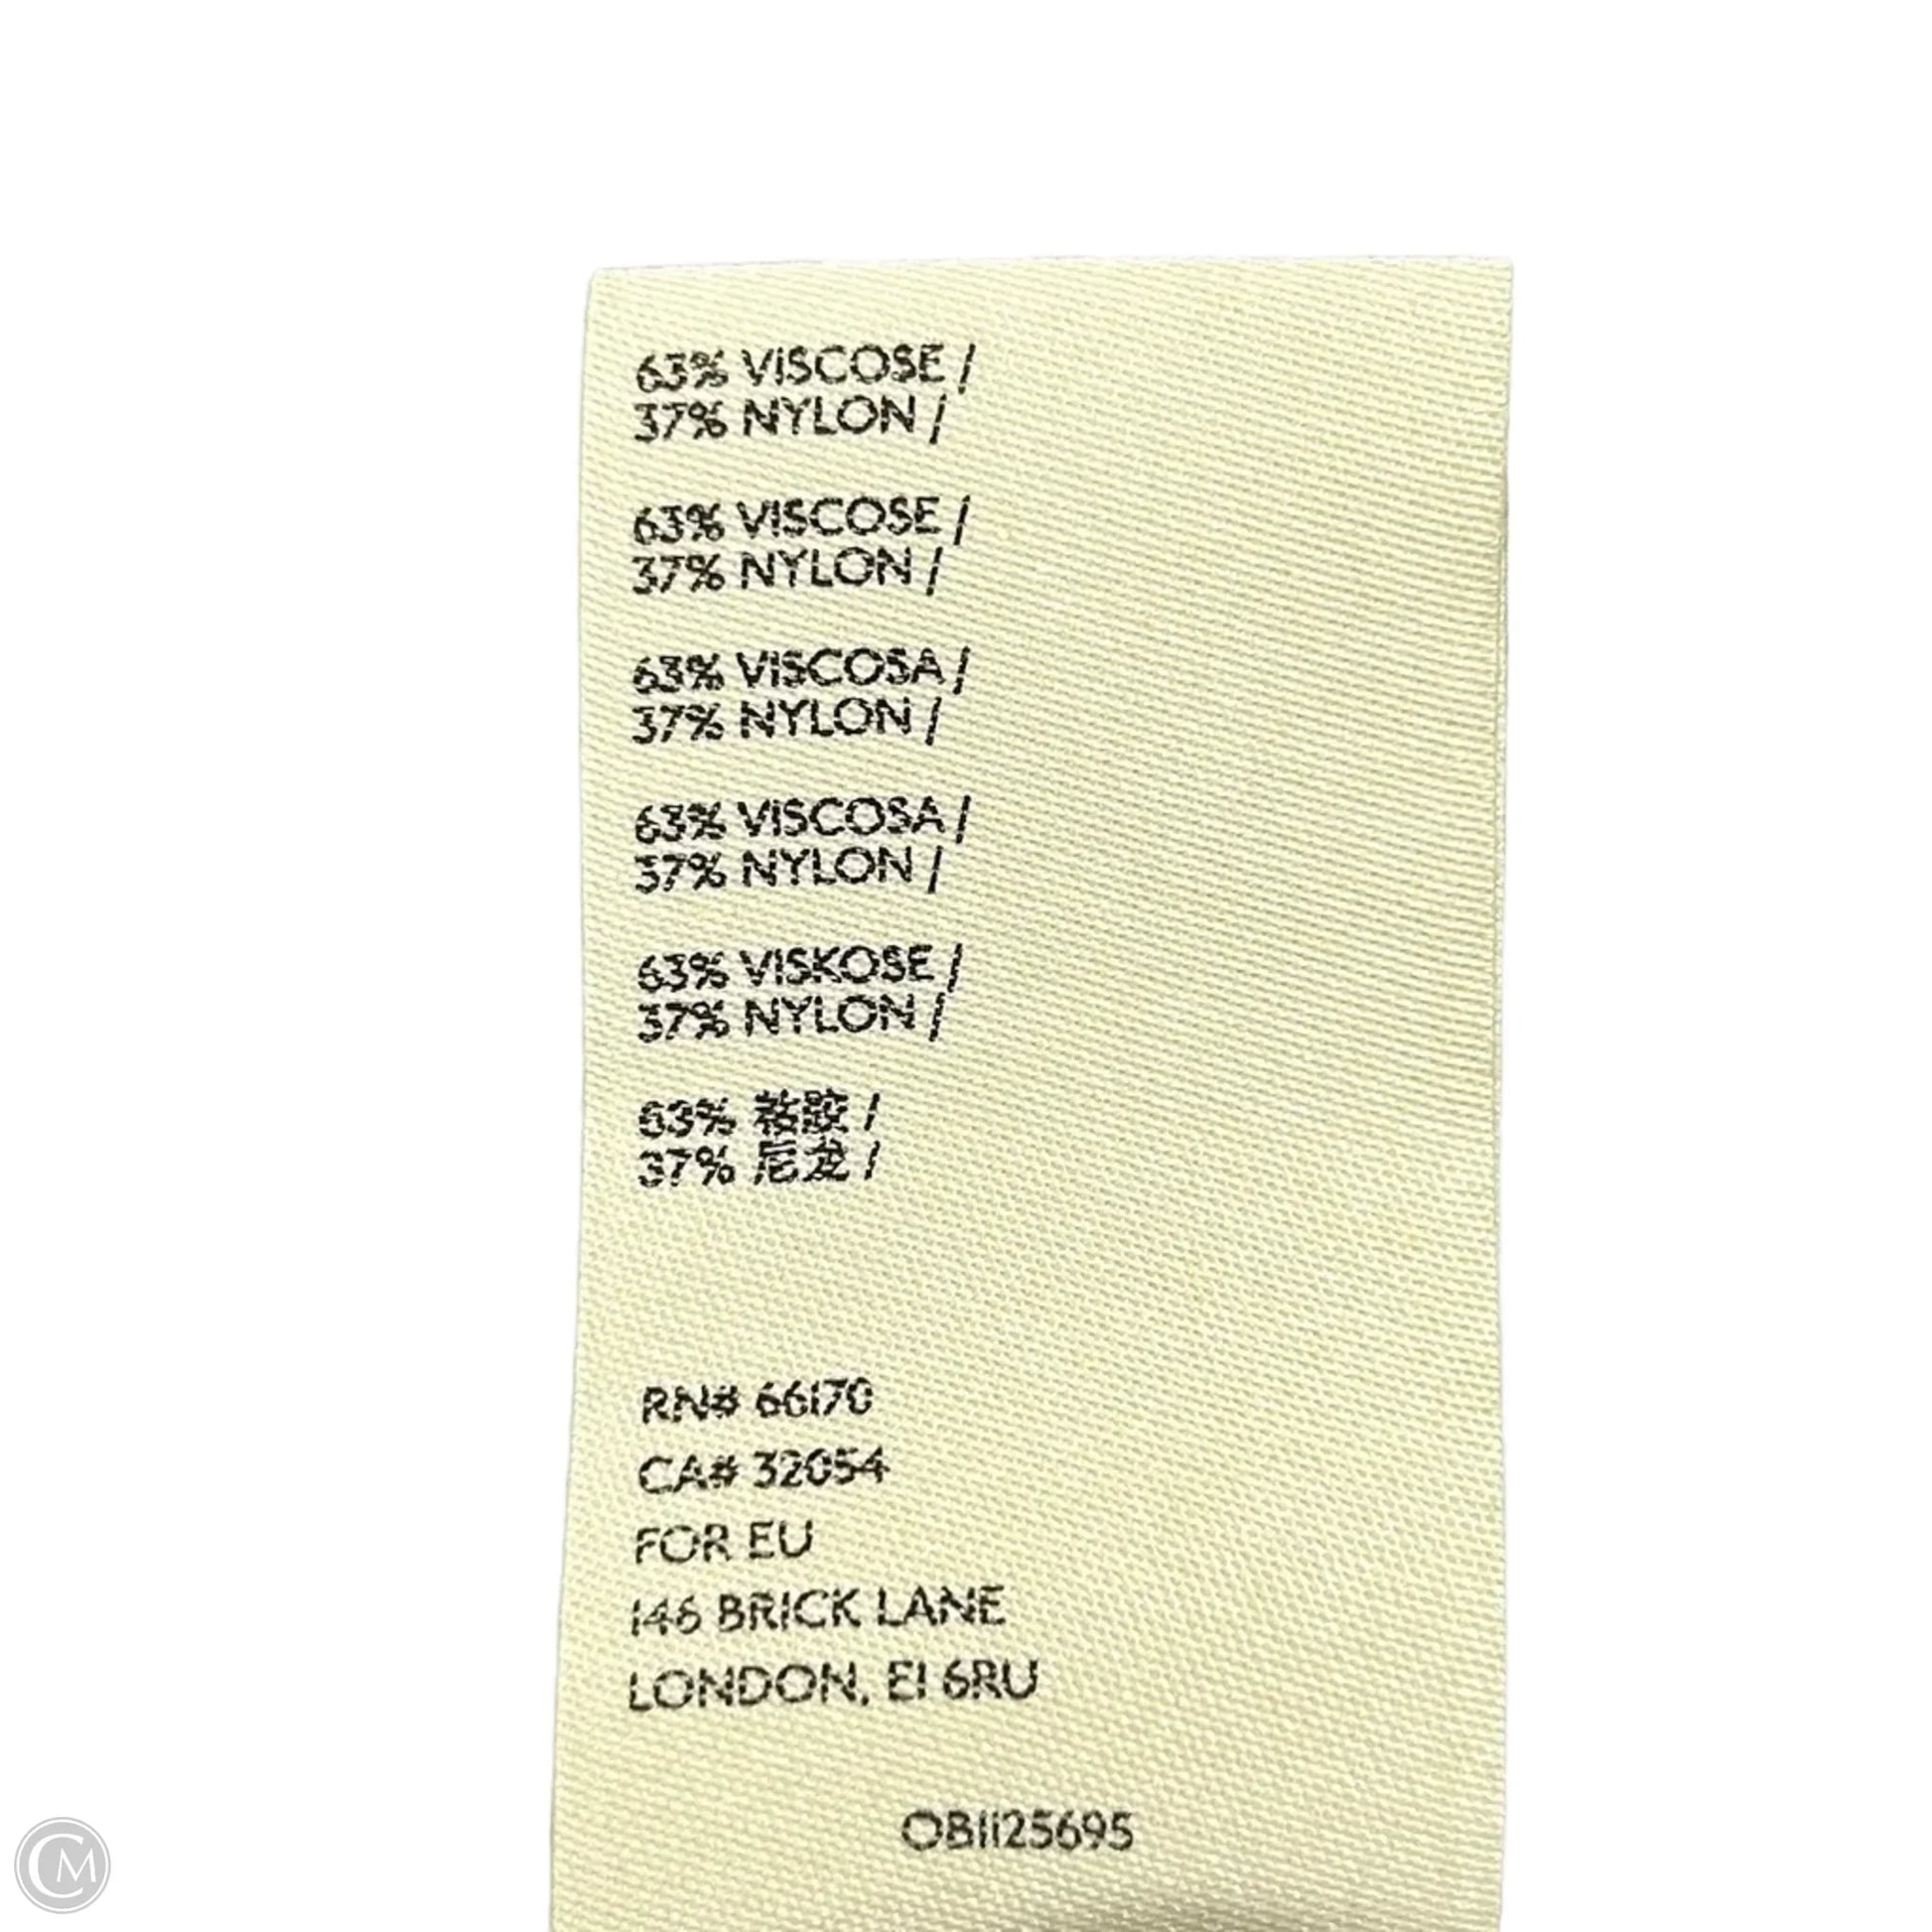 63% VISCOSE /
37% NYLON /
63% VISCOSE /
37% NYLON /
63% VISCOSA /
37% NYLON /
63% VISCOSA /
37% NYLON /
63% VISKOSE /
37% NYLON /
63% 粘胶 /
37% 尼龙 /
RN# 66170
CA# 32054
FOR EU
146 BRICK LANE
LONDON, E1 6RU
OB1125695
CM